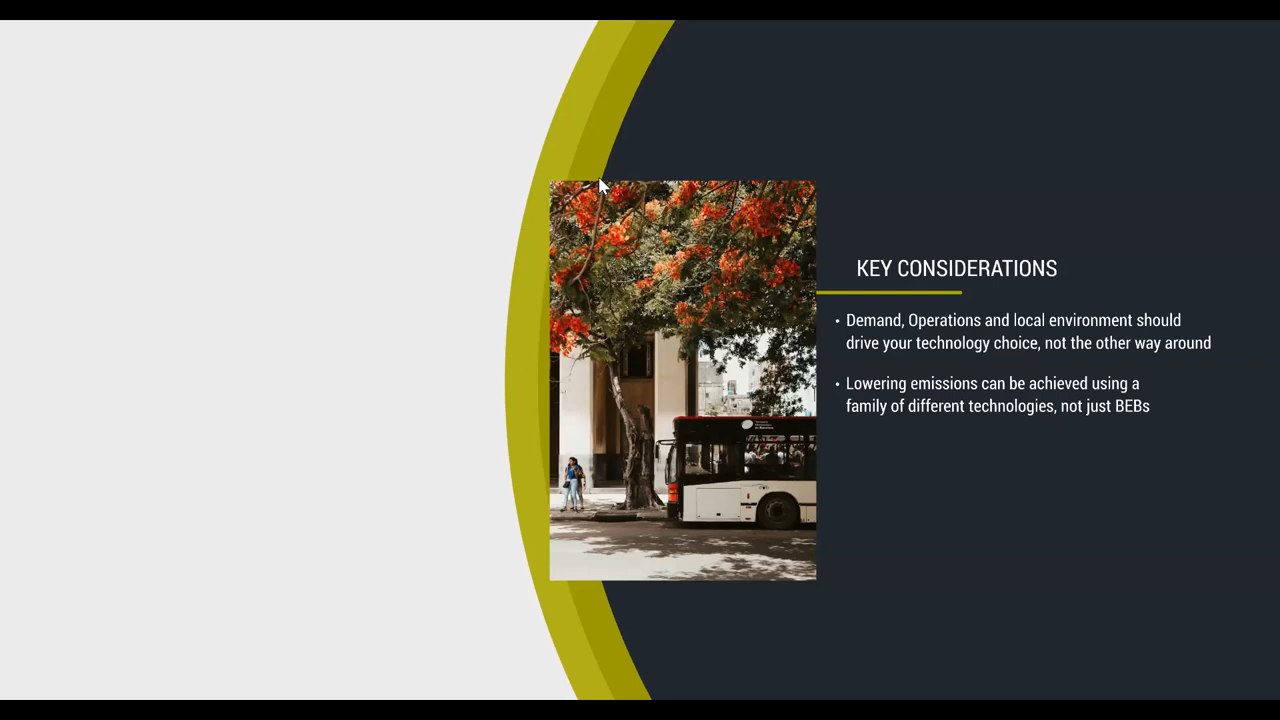 KEY CONSIDERATIONS
• Demand, Operations and local environment should
drive your technology choice, not the other way around
• Lowering emissions can be achieved using a
family of different technologies, not just BEBs